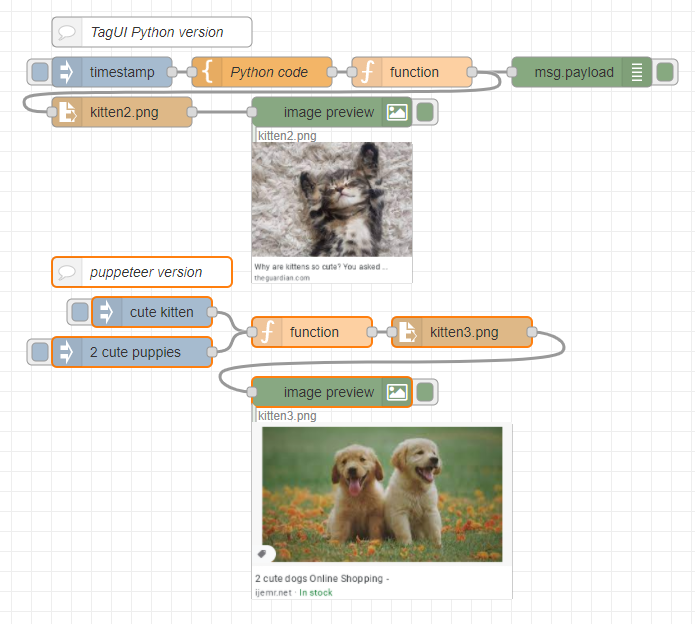 TagUI Python version
timestamp
Python code
function
msg.payload
kitten2.png
image preview
kitten2.png
Why are kittens so cute? You asked ...
theguardian.com
puppeteer version
cute kitten
function
kitten3.png
2 cute puppies
image preview
kitten3.png
2 cute dogs Online Shopping -
ijemr.net · In stock